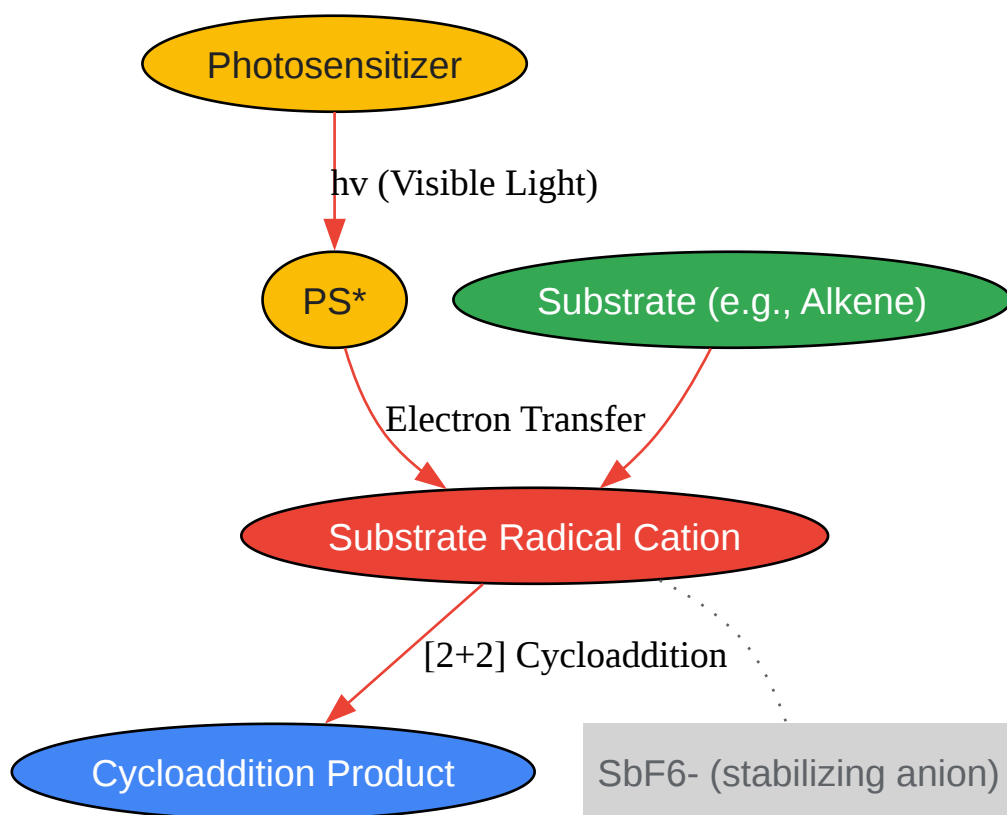 Photosensitizer
hv (Visible Light)
PS*
Substrate (e.g., Alkene)
Electron Transfer
Substrate Radical Cation
[2+2] Cycloaddition
Cycloaddition Product
SbF6- (stabilizing anion)